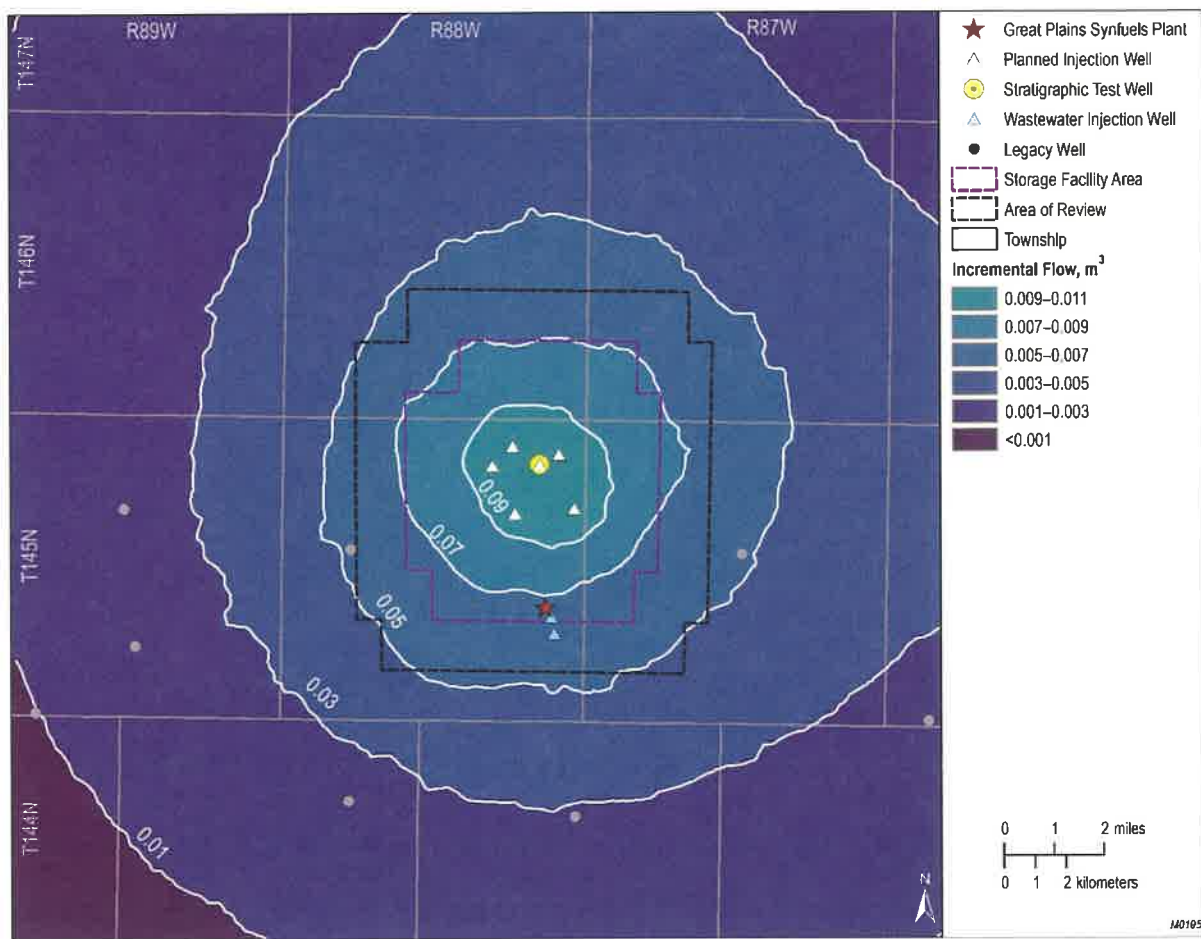 R89W
R88W
R87W
T147N
T146N
T145N
T144N
0.09
0.07
0.05
0.03
0.01
Great Plains Synfuels Plant
Planned Injection Well
Stratigraphic Test Well
Wastewater Injection Well
Legacy Well
Storage Facility Area
Area of Review
Township
Incremental Flow, m³
0.009–0.011
0.007–0.009
0.005–0.007
0.003–0.005
0.001–0.003
<0.001
0 1 2 miles
0 1 2 kilometers
N
M0195